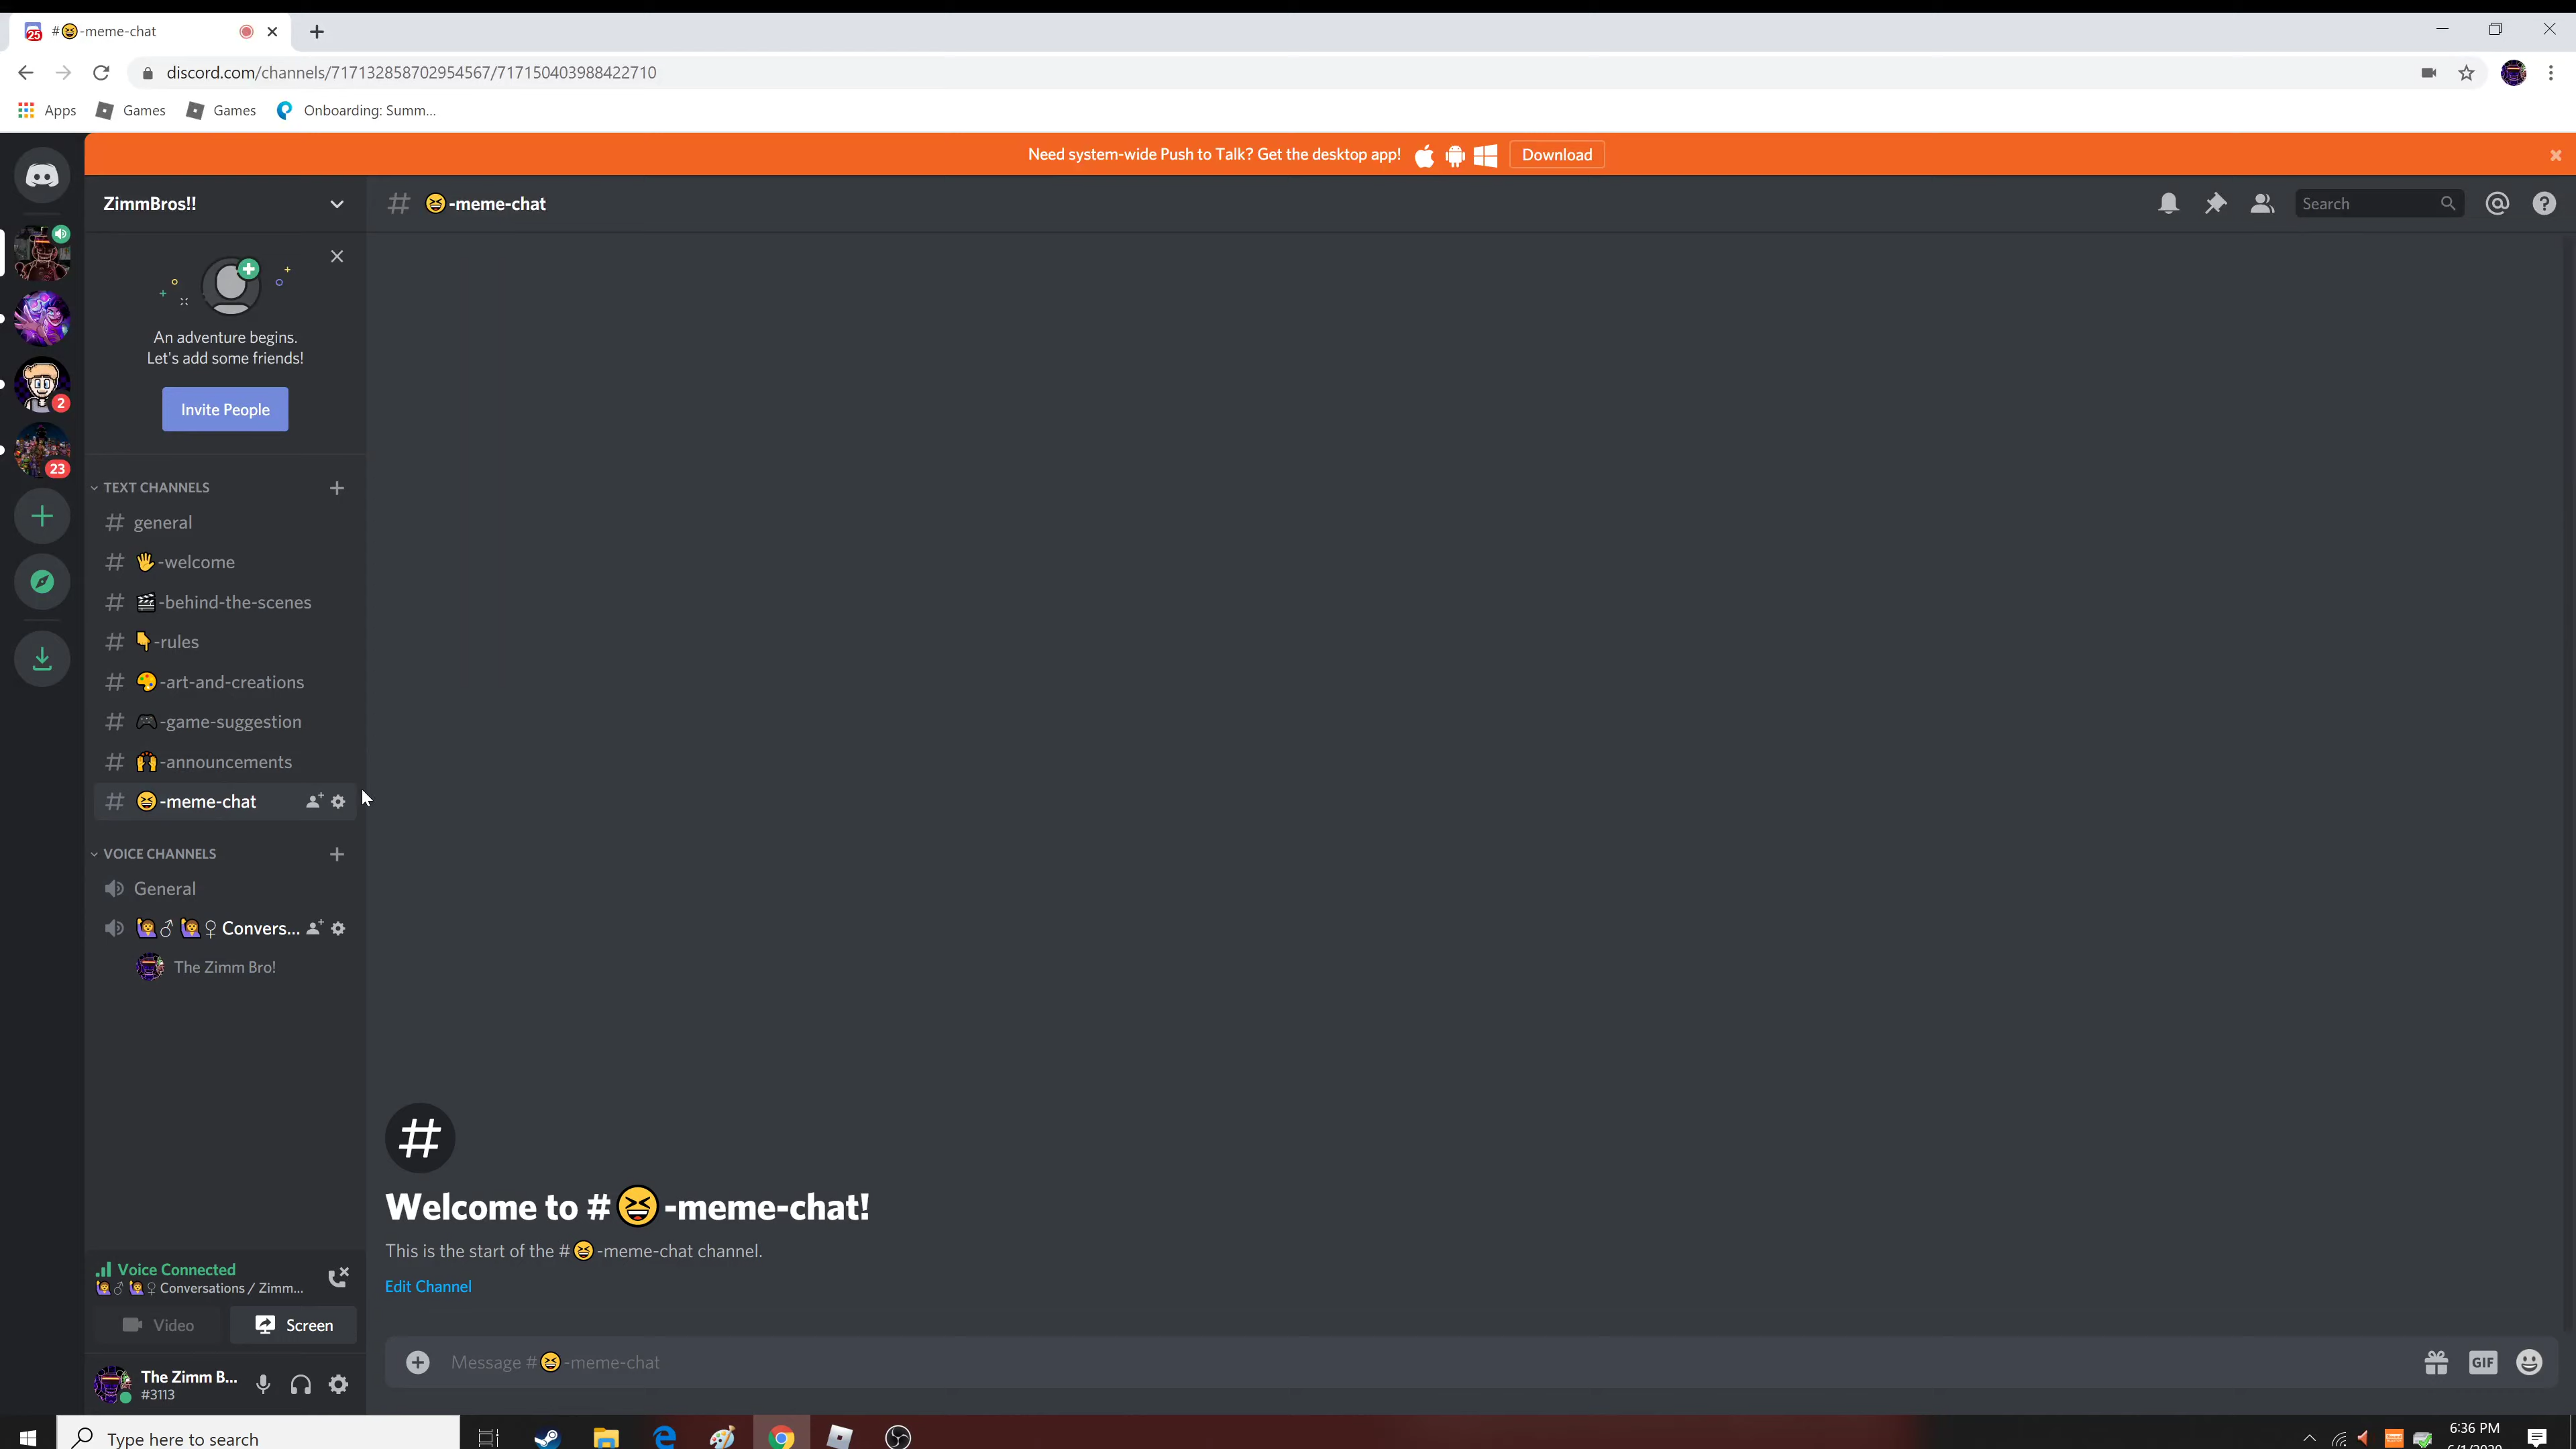 25
#😆-meme-chat
discord.com/channels/717132858702954567/717150403988422710
Apps
Games
Games
Onboarding: Summ...
Need system-wide Push to Talk? Get the desktop app!
Download
ZimmBros!!
#😆-meme-chat
Search
An adventure begins.
Let's add some friends!
Invite People
2
23
TEXT CHANNELS
# general
# 🖐-welcome
# 🎬-behind-the-scenes
# 👇-rules
# 🎨-art-and-creations
# 🎮-game-suggestion
# 🙌-announcements
# 😆-meme-chat
VOICE CHANNELS
General
🙋♂🙋♀Convers...
The Zimm Bro!
#
Welcome to #😆-meme-chat!
This is the start of the #😆-meme-chat channel.
Edit Channel
Voice Connected
🙋♂🙋♀Conversations / Zimm...
Video
Screen
Message #😆-meme-chat
GIF
The Zimm B...
#3113
Type here to search
6:36 PM